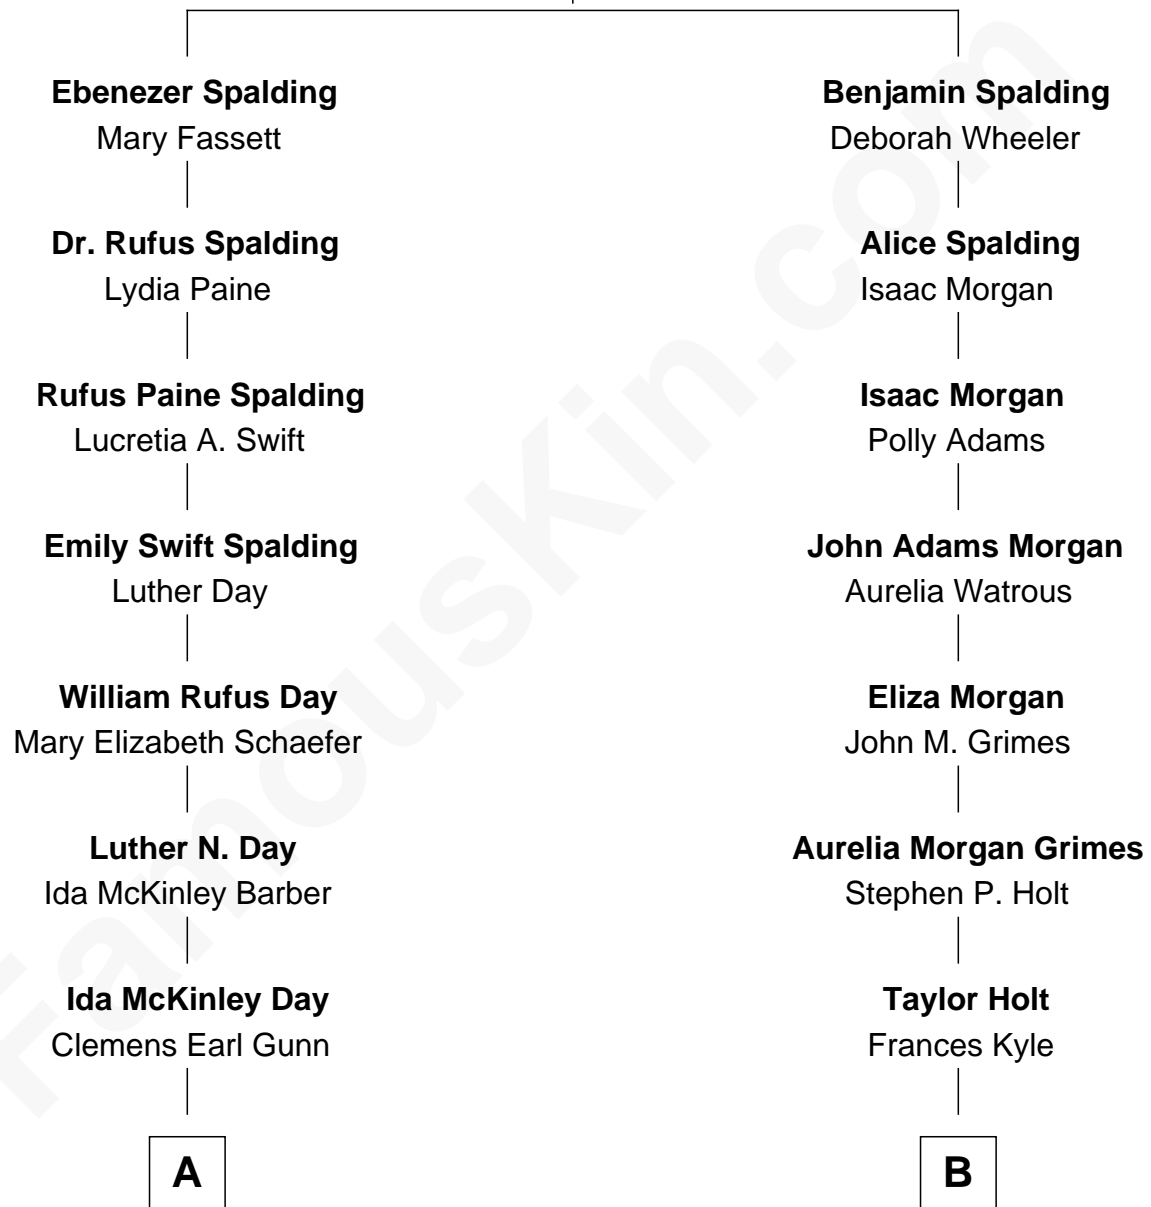 Ebenezer Spalding
Mary Fassett
Dr. Rufus Spalding
Lydia Paine
Rufus Paine Spalding
Lucretia A. Swift
Emily Swift Spalding
Luther Day
William Rufus Day
Mary Elizabeth Schaefer
Luther N. Day
Ida McKinley Barber
Ida McKinley Day
Clemens Earl Gunn
A
Benjamin Spalding
Deborah Wheeler
Alice Spalding
Isaac Morgan
Isaac Morgan
Polly Adams
John Adams Morgan
Aurelia Watrous
Eliza Morgan
John M. Grimes
Aurelia Morgan Grimes
Stephen P. Holt
Taylor Holt
Frances Kyle
B
FamousKin.com